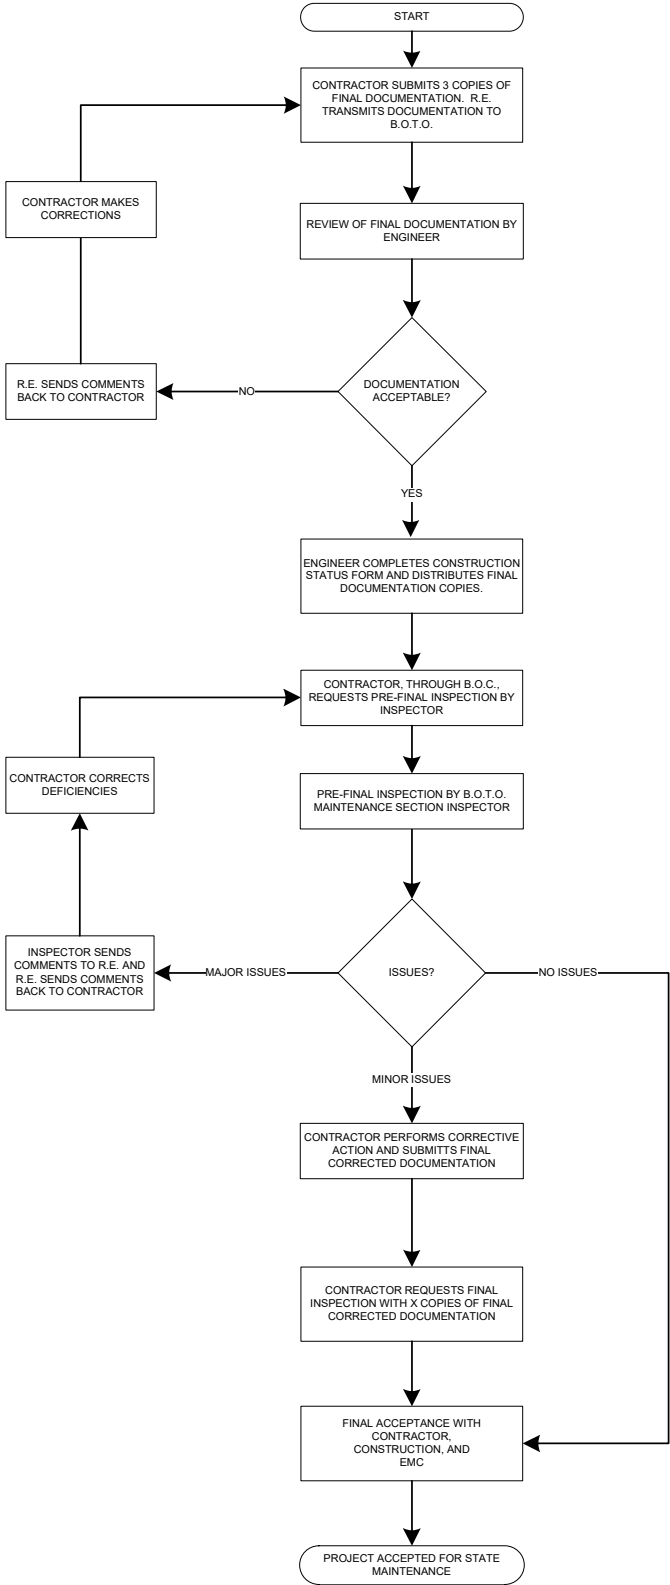 START
CONTRACTOR SUBMITS 3 COPIES OF
FINAL DOCUMENTATION. R.E.
TRANSMITS DOCUMENTATION TO
B.O.T.O.
CONTRACTOR MAKES
CORRECTIONS
REVIEW OF FINAL DOCUMENTATION BY
ENGINEER
R.E. SENDS COMMENTS
BACK TO CONTRACTOR
NO
DOCUMENTATION
ACCEPTABLE?
YES
ENGINEER COMPLETES CONSTRUCTION
STATUS FORM AND DISTRIBUTES FINAL
DOCUMENTATION COPIES.
CONTRACTOR, THROUGH B.O.C.,
REQUESTS PRE-FINAL INSPECTION BY
INSPECTOR
CONTRACTOR CORRECTS
DEFICIENCIES
PRE-FINAL INSPECTION BY B.O.T.O.
MAINTENANCE SECTION INSPECTOR
INSPECTOR SENDS
COMMENTS TO R.E. AND
R.E. SENDS COMMENTS
BACK TO CONTRACTOR
MAJOR ISSUES
ISSUES?
NO ISSUES
MINOR ISSUES
CONTRACTOR PERFORMS CORRECTIVE
ACTION AND SUBMITTS FINAL
CORRECTED DOCUMENTATION
CONTRACTOR REQUESTS FINAL
INSPECTION WITH X COPIES OF FINAL
CORRECTED DOCUMENTATION
FINAL ACCEPTANCE WITH
CONTRACTOR,
CONSTRUCTION, AND
EMC
PROJECT ACCEPTED FOR STATE
MAINTENANCE